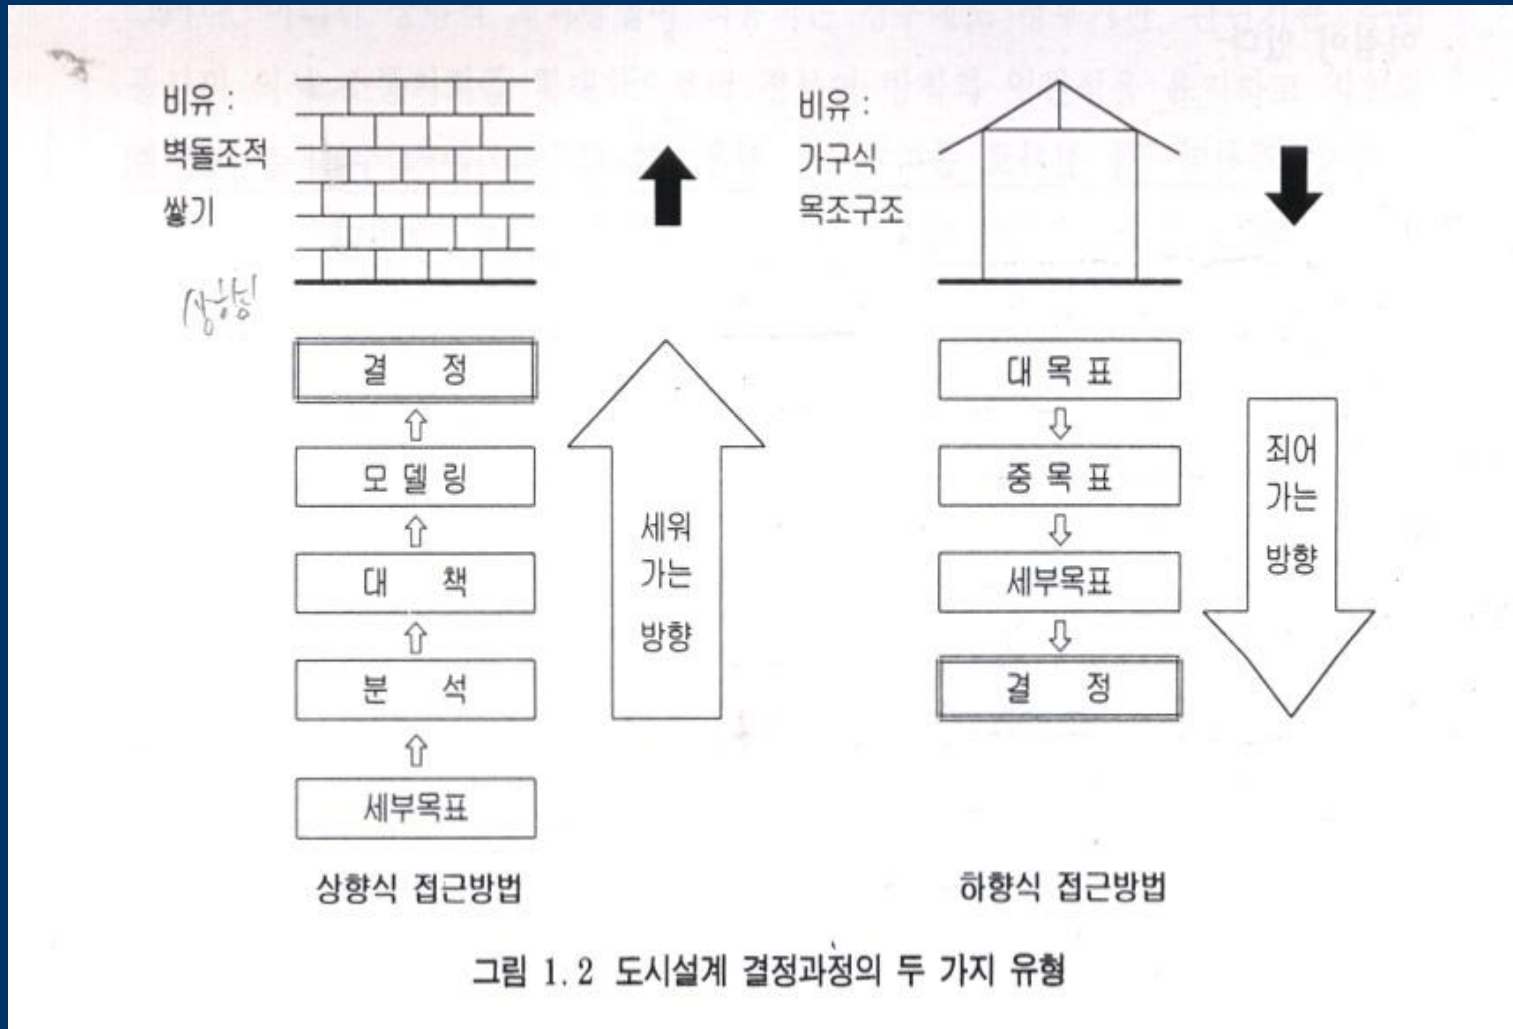 비유 :
벽돌조적
쌓기
상향
비유 :
가구식
목조구조
결 정
모 델 링
대 책
분 석
세부목표
세워
가는
방향
상향식 접근방법
대 목 표
중 목 표
세부목표
결 정
죄어
가는
방향
하향식 접근방법
그림 1.2 도시설계 결정과정의 두 가지 유형